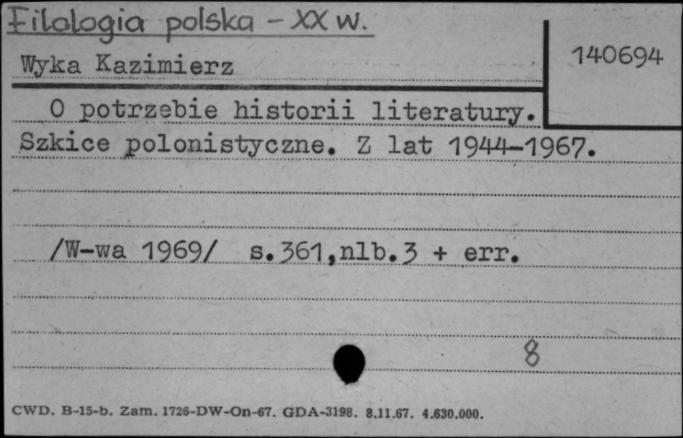 Filologia polska - XX w.
140694
Wyka Kazimierz
O potrzebie historii literatury.
Szkice polonistyczne. Z lat 1944-1967.
/W-wa 1969/ s.361,nlb.3 + err.
8
CWD. B-15-b. Zam. 1726-DW-On-67. GDA-3198. 8.11.67. 4.630.000.